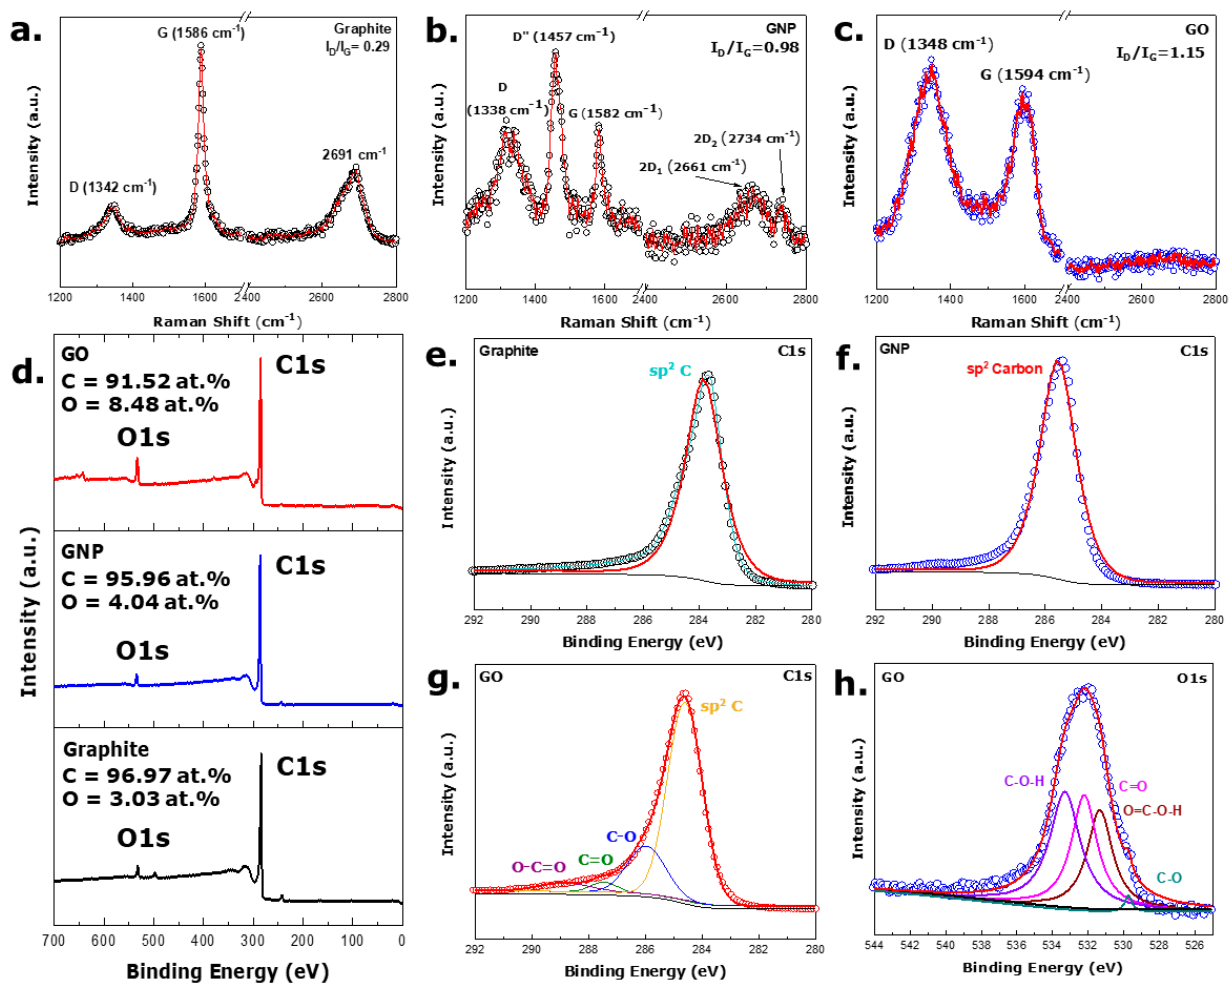 a.
Graphite
I_D/I_G= 0.29
G (1586 cm⁻¹)
2691 cm⁻¹
D (1342 cm⁻¹)
Intensity (a.u.)
1200 1400 1600 2400 2600 2800
Raman Shift (cm⁻¹)
b.
GNP
I_D/I_G=0.98
D" (1457 cm⁻¹)
D
(1338 cm⁻¹)
G (1582 cm⁻¹)
2D₂ (2734 cm⁻¹)
2D₁ (2661 cm⁻¹)
Intensity (a.u.)
1200 1400 1600 2400 2600 2800
Raman Shift (cm⁻¹)
c.
GO
I_D/I_G=1.15
D (1348 cm⁻¹)
G (1594 cm⁻¹)
Intensity (a.u.)
1200 1400 1600 2400 2600 2800
Raman Shift (cm⁻¹)
d.
GO
C = 91.52 at.%
O = 8.48 at.%
C1s
O1s
GNP
C = 95.96 at.%
O = 4.04 at.%
C1s
O1s
Graphite
C = 96.97 at.%
O = 3.03 at.%
C1s
O1s
Intensity (a.u.)
700 600 500 400 300 200 100 0
Binding Energy (eV)
e.
Graphite
C1s
sp² C
Intensity (a.u.)
292 290 288 286 284 282 280
Binding Energy (eV)
f.
GNP
C1s
sp² Carbon
Intensity (a.u.)
292 290 288 286 284 282 280
Binding Energy (eV)
g.
GO
C1s
sp² C
C-O
C=O
O-C=O
Intensity (a.u.)
292 290 288 286 284 282 280
Binding Energy (eV)
h.
GO
O1s
C-O-H
C=O
O=C-O-H
C-O
Intensity (a.u.)
544 542 540 538 536 534 532 530 528 526
Binding Energy (eV)